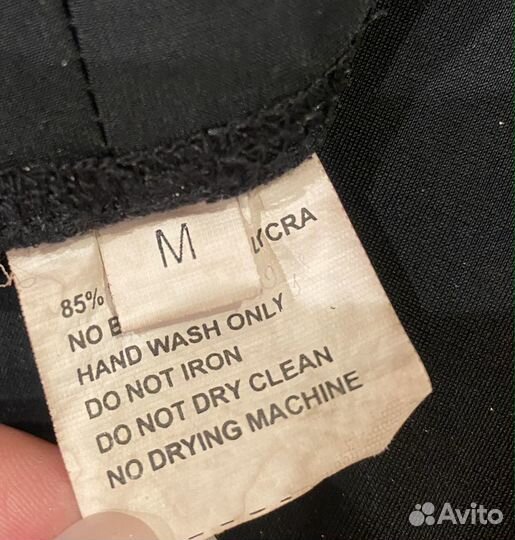 M
85% LYCRA
NO
HAND WASH ONLY
DO NOT IRON
DO NOT DRY CLEAN
NO DRYING MACHINE
Avito